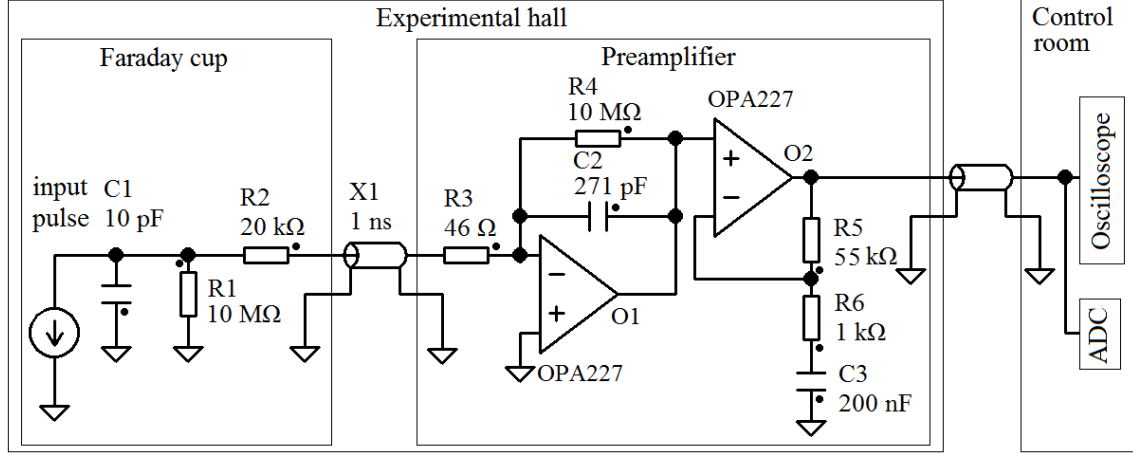 Experimental hall
Control
room
Faraday cup
Preamplifier
R4
10 MΩ
OPA227
C2
271 pF
O2
input
pulse
C1
10 pF
R2
20 kΩ
X1
1 ns
R3
46 Ω
R5
55 kΩ
Oscilloscope
R1
10 MΩ
O1
OPA227
R6
1 kΩ
C3
200 nF
ADC
+
−
−
+